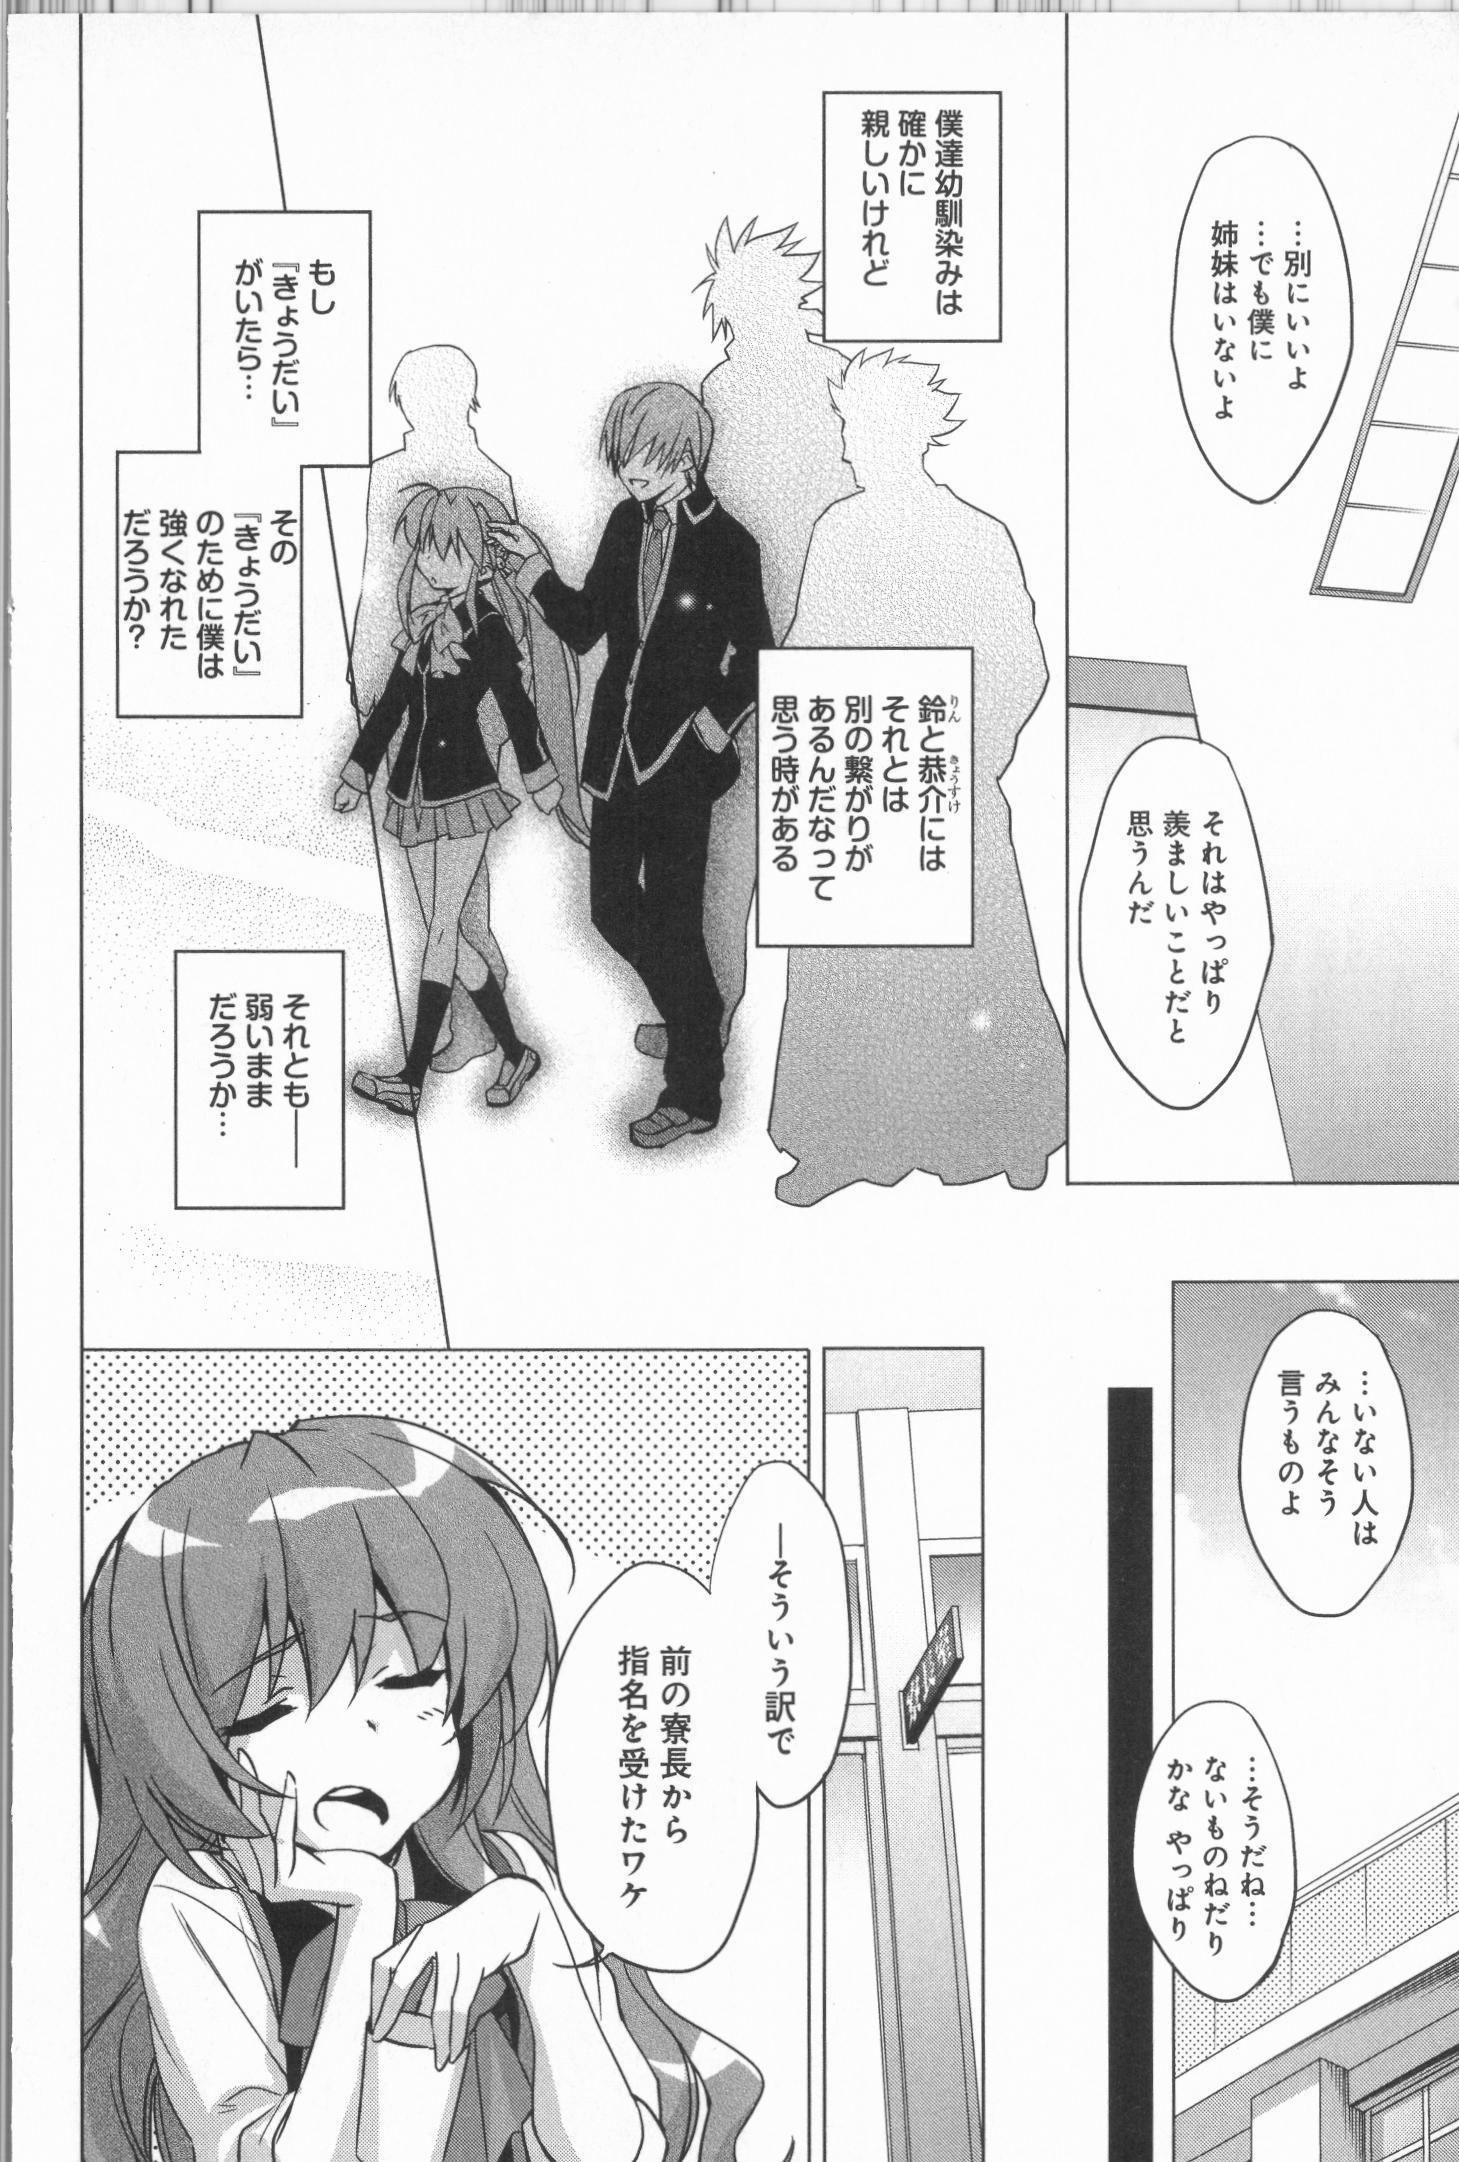 …別にいいよ
…でも僕に
姉妹はいないよ
それはやっぱり
羨ましいことだと
思うんだ
僕達幼馴染みは
確かに
親しいけれど
鈴と恭介には
りん
きょうすけ
それとは
別の繋がりが
あるんだなって
思う時がある
もし
『きょうだい』
がいたら…
その
『きょうだい』
のために僕は
強くなれた
だろうか?
それとも――
弱いまま
だろうか…
…いない人は
みんなそう
言うものよ
…そうだね…
ないものねだり
かな やっぱり
―そういう訳で
前の寮長から
指名を受けたワケ